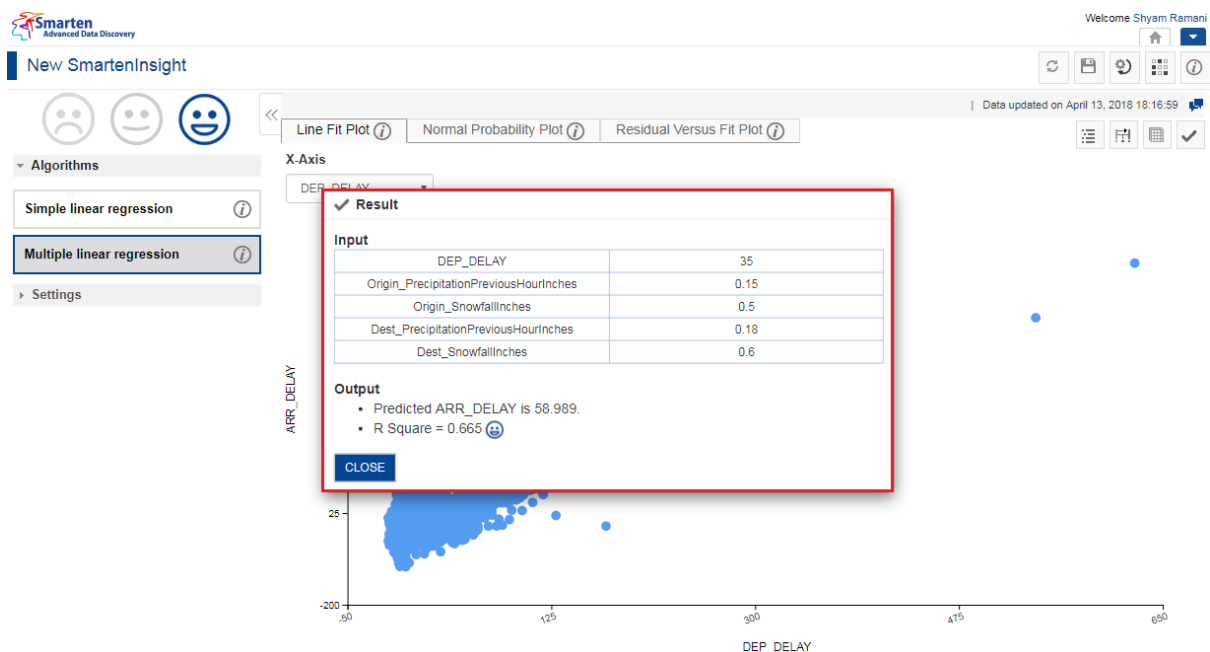 Smarten
Advanced Data Discovery
Welcome Shyam Ramani
New SmartenInsight
| Data updated on April 13, 2018 18:16:59
Line Fit Plot
Normal Probability Plot
Residual Versus Fit Plot
Algorithms
Simple linear regression
Multiple linear regression
Settings
X-Axis
DEP_DELAY
Result
Input
DEP_DELAY 35
Origin_PrecipitationPreviousHourInches 0.15
Origin_SnowfallInches 0.5
Dest_PrecipitationPreviousHourInches 0.18
Dest_SnowfallInches 0.6
Output
• Predicted ARR_DELAY is 58.989.
• R Square = 0.665
CLOSE
ARR_DELAY
25
-200
-50 125 300 475 650
DEP_DELAY